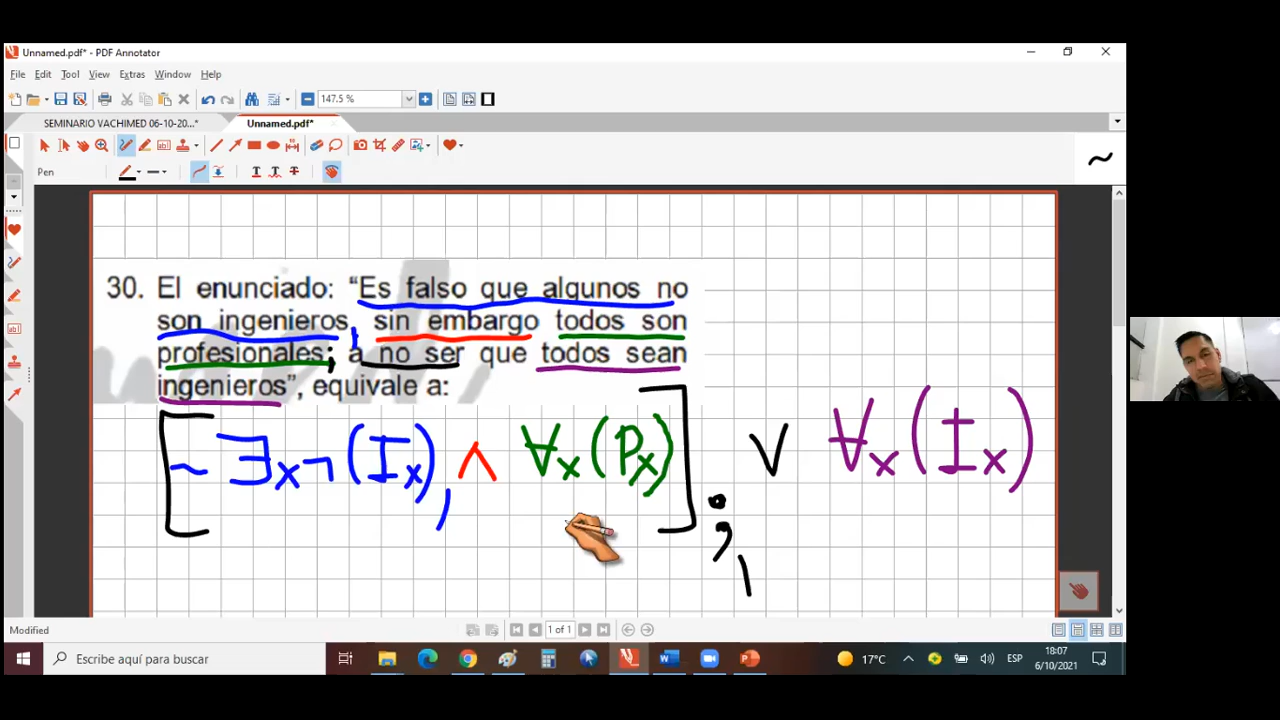 Unnamed.pdf* - PDF Annotator
File Edit Tool View Extras Window Help
147.5 %
SEMINARIO VACHIMED 06-10-20...* Unnamed.pdf*
Pen
30. El enunciado: “Es falso que algunos no
son ingenieros, sin embargo todos son
profesionales; a no ser que todos sean
ingenieros”, equivale a:
[~∃x¬(Ix), ∧ ∀x(Px)] ∨ ∀x(Ix)
. ; ,
1 of 1
Modified
Escribe aquí para buscar
17°C ESP 18:07
6/10/2021